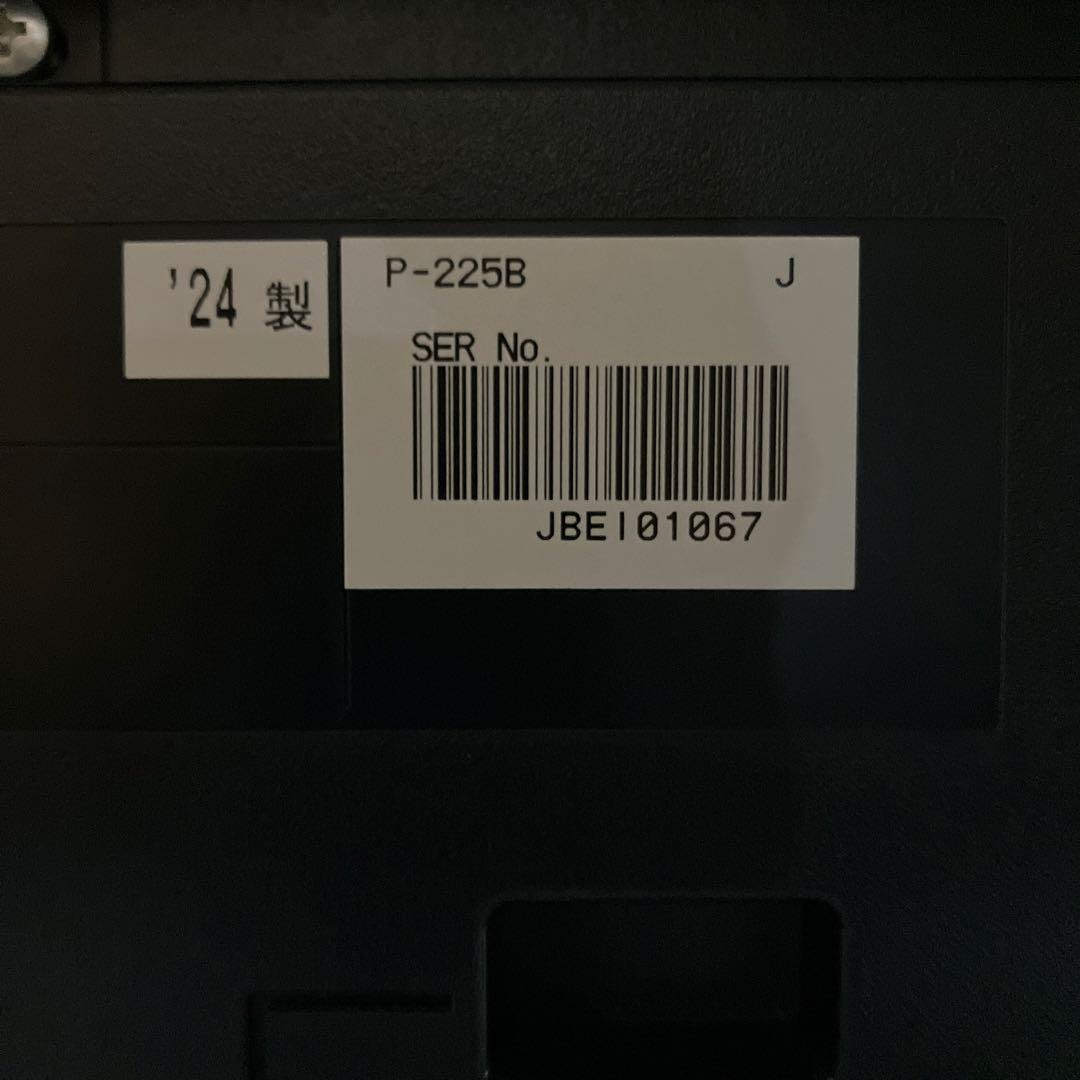 '24 製
P-225B J
SER No.
JBEI01067